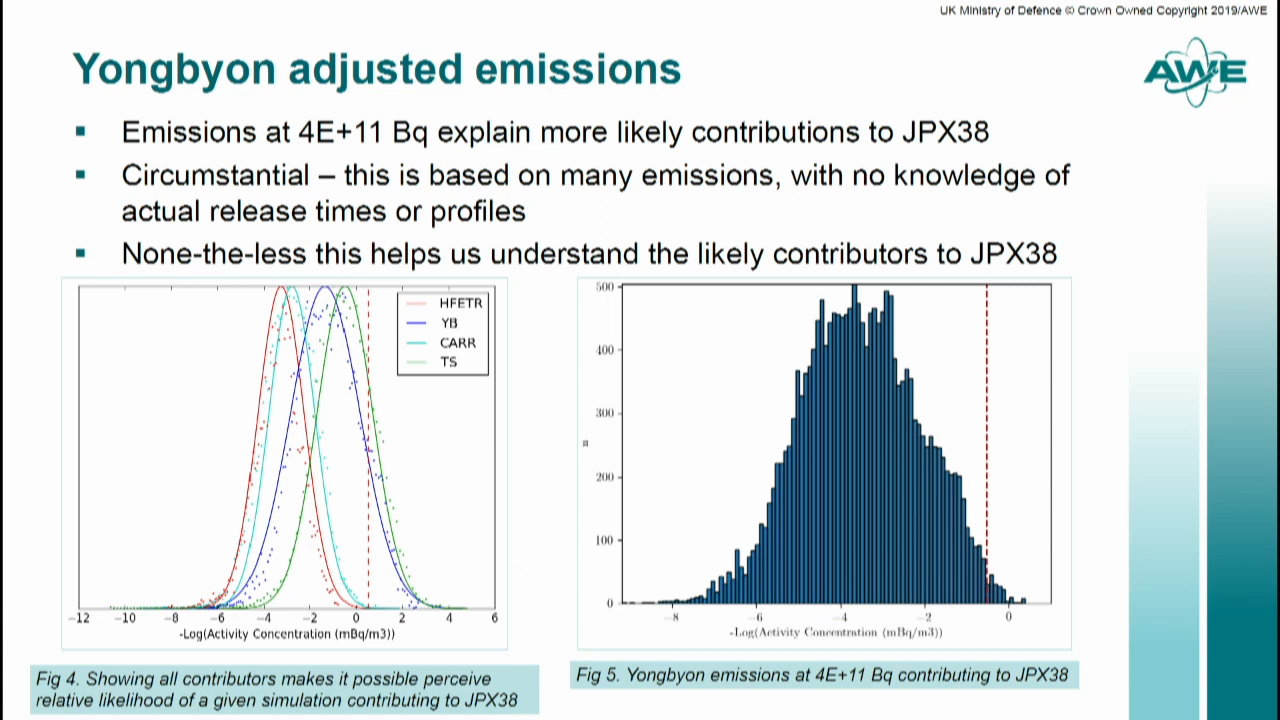 UK Ministry of Defence © Crown Owned Copyright 2019/AWE
Yongbyon adjusted emissions
AWE
▪ Emissions at 4E+11 Bq explain more likely contributions to JPX38
▪ Circumstantial – this is based on many emissions, with no knowledge of
actual release times or profiles
▪ None-the-less this helps us understand the likely contributors to JPX38
HFETR
YB
CARR
TS
−12 −10 −8 −6 −4 −2 0 2 4 6
-Log(Activity Concentration (mBq/m3))
500
400
300
200
100
0
n
−8 −6 −4 −2 0
-Log(Activity Concentration (mBq/m3))
Fig 4. Showing all contributors makes it possible perceive
relative likelihood of a given simulation contributing to JPX38
Fig 5. Yongbyon emissions at 4E+11 Bq contributing to JPX38